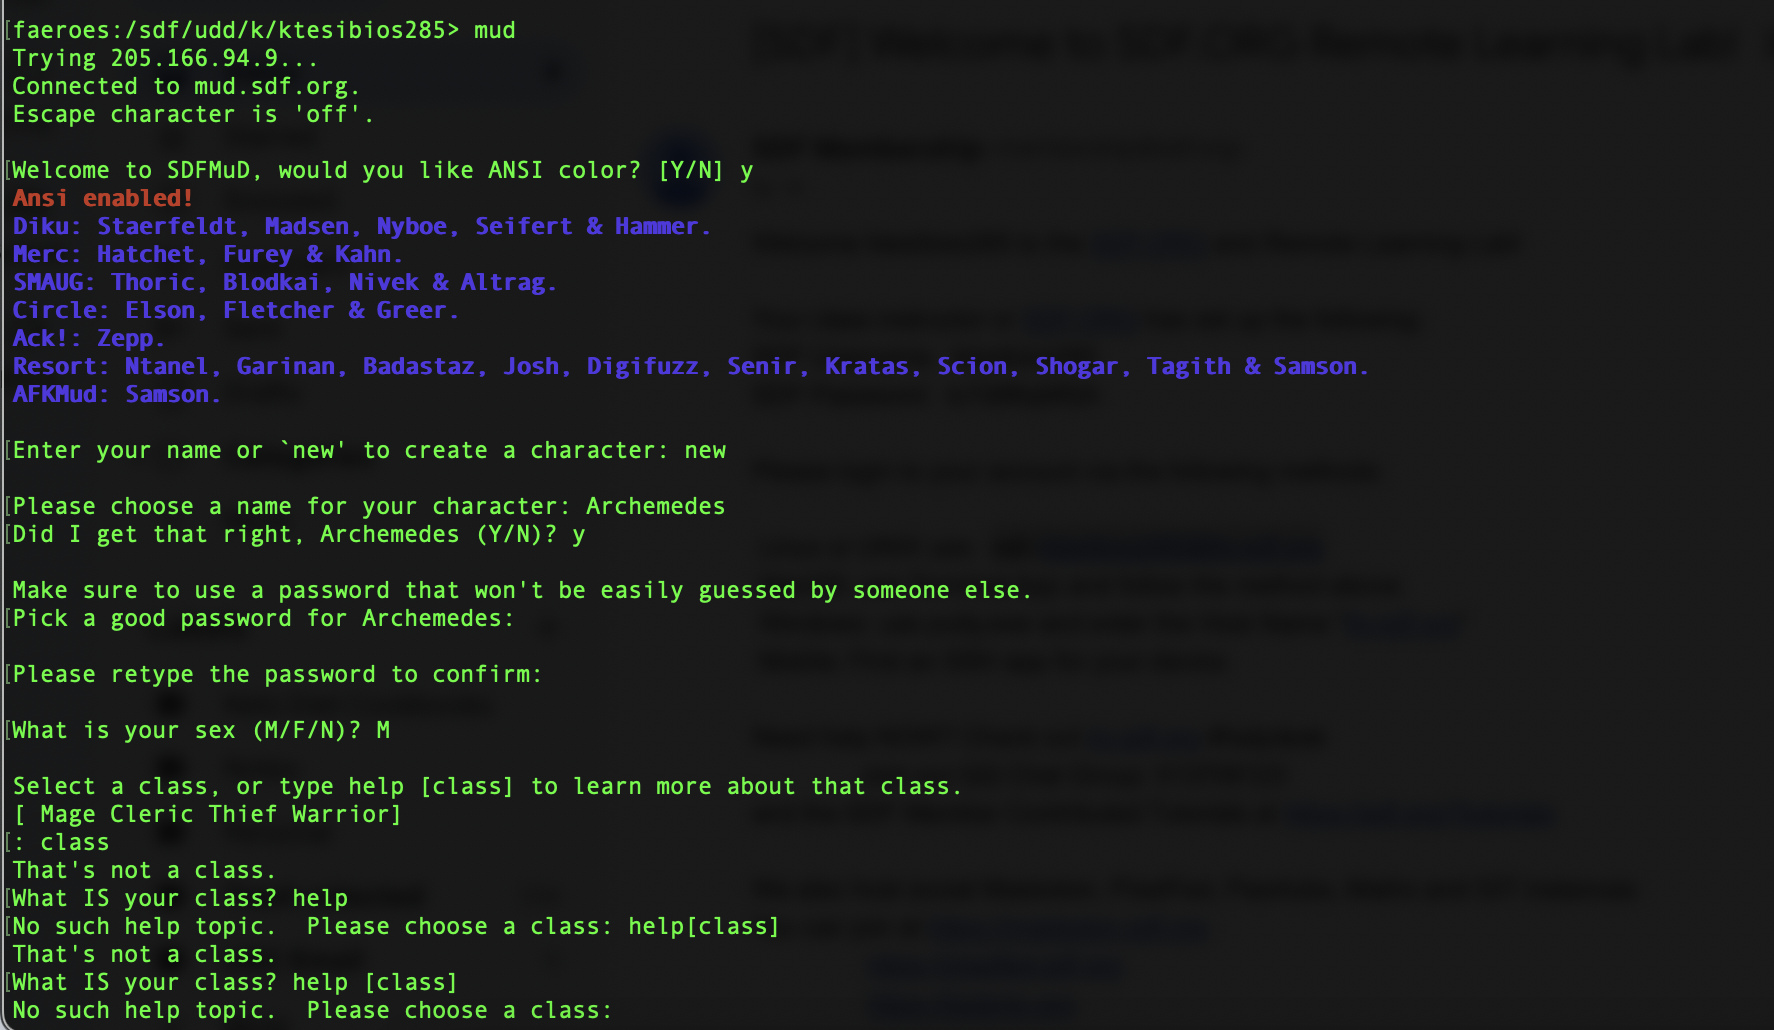 faeroes:/sdf/udd/k/ktesibios285> mud
Trying 205.166.94.9...
Connected to mud.sdf.org.
Escape character is 'off'.
Welcome to SDFMuD, would you like ANSI color? [Y/N] y
Ansi enabled!
Diku: Staerfeldt, Madsen, Nyboe, Seifert & Hammer.
Merc: Hatchet, Furey & Kahn.
SMAUG: Thoric, Blodkai, Nivek & Altrag.
Circle: Elson, Fletcher & Greer.
Ack!: Zepp.
Resort: Ntanel, Garinan, Badastaz, Josh, Digifuzz, Senir, Kratas, Scion, Shogar, Tagith & Samson.
AFKMud: Samson.
Enter your name or `new' to create a character: new
Please choose a name for your character: Archemedes
Did I get that right, Archemedes (Y/N)? y
Make sure to use a password that won't be easily guessed by someone else.
Pick a good password for Archemedes:
Please retype the password to confirm:
What is your sex (M/F/N)? M
Select a class, or type help [class] to learn more about that class.
[ Mage Cleric Thief Warrior]
: class
That's not a class.
What IS your class? help
No such help topic.  Please choose a class: help[class]
That's not a class.
What IS your class? help [class]
No such help topic.  Please choose a class: